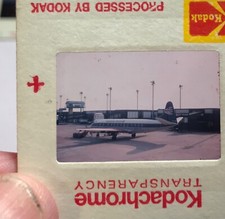 PROCESSED BY KODAK
Kodak
Kodachrome
TRANSPARENCY